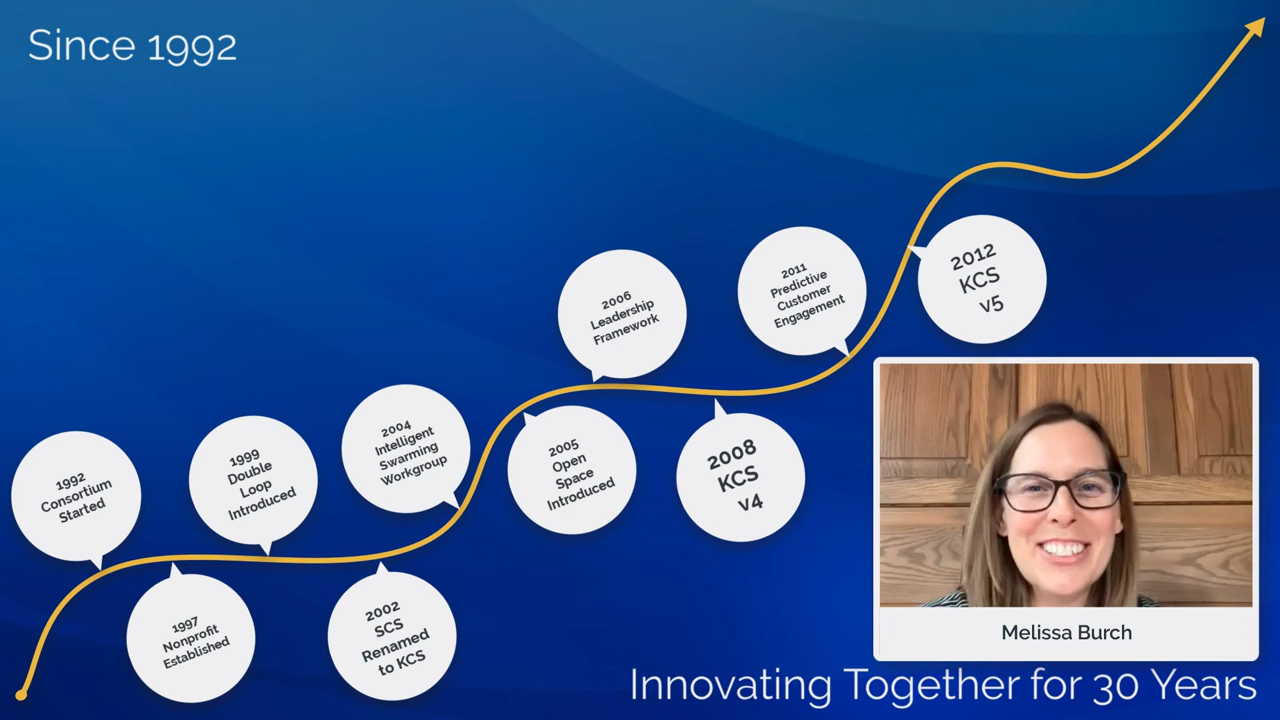 Since 1992
1992
Consortium
Started
1997
Nonprofit
Established
1999
Double
Loop
Introduced
2002
SCS
Renamed
to KCS
2004
Intelligent
Swarming
Workgroup
2005
Open
Space
Introduced
2006
Leadership
Framework
2008
KCS
v4
2011
Predictive
Customer
Engagement
2012
KCS
v5
Melissa Burch
Innovating Together for 30 Years